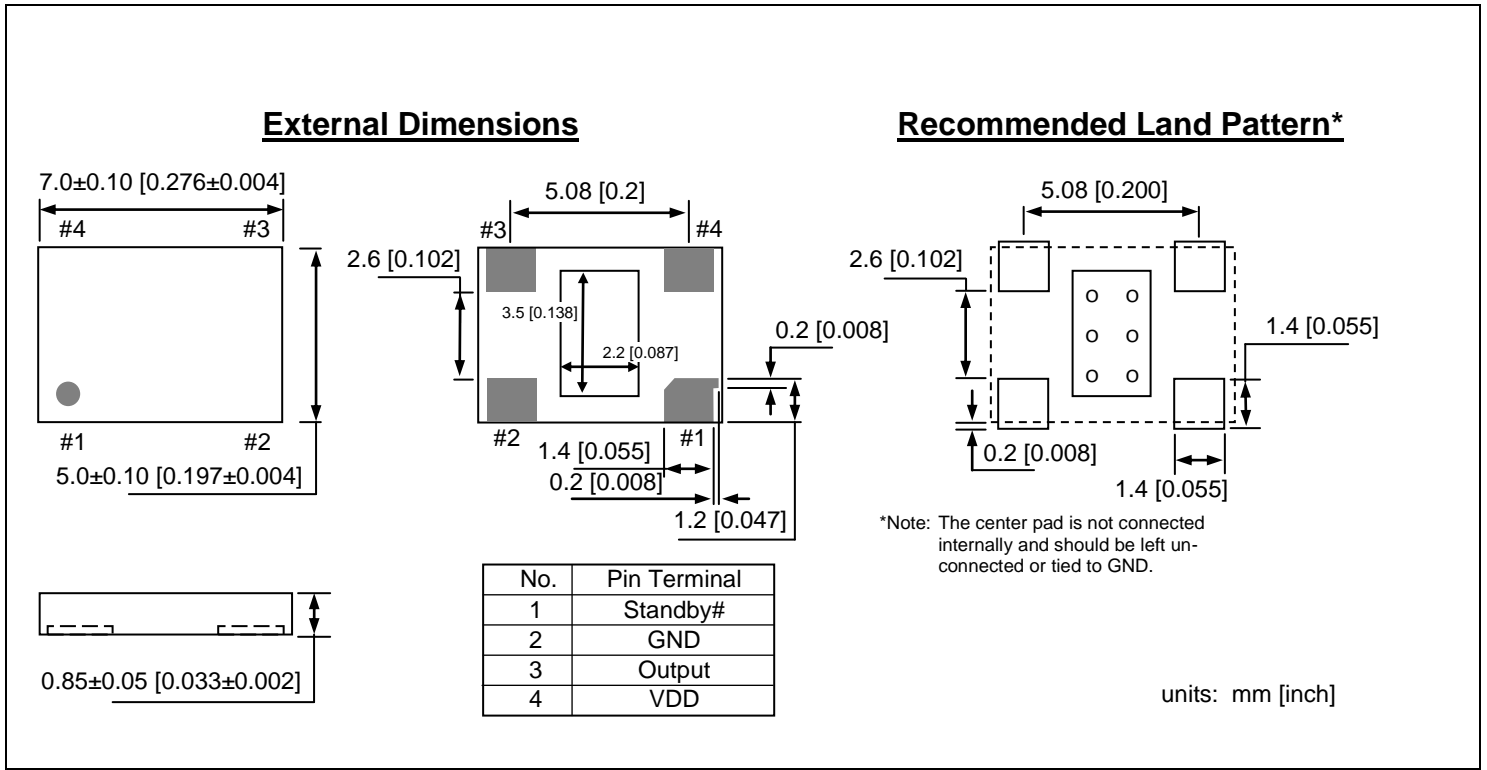 External Dimensions
Recommended Land Pattern*
7.0±0.10 [0.276±0.004]
#4
#3
#1
#2
5.0±0.10 [0.197±0.004]
5.08 [0.2]
#3
#4
2.6 [0.102]
3.5 [0.138]
2.2 [0.087]
0.2 [0.008]
#2
#1
1.4 [0.055]
0.2 [0.008]
1.2 [0.047]
5.08 [0.200]
2.6 [0.102]
1.4 [0.055]
0.2 [0.008]
1.4 [0.055]
*Note: The center pad is not connected
internally and should be left un-
connected or tied to GND.
0.85±0.05 [0.033±0.002]
No. Pin Terminal
1 Standby#
2 GND
3 Output
4 VDD
units: mm [inch]